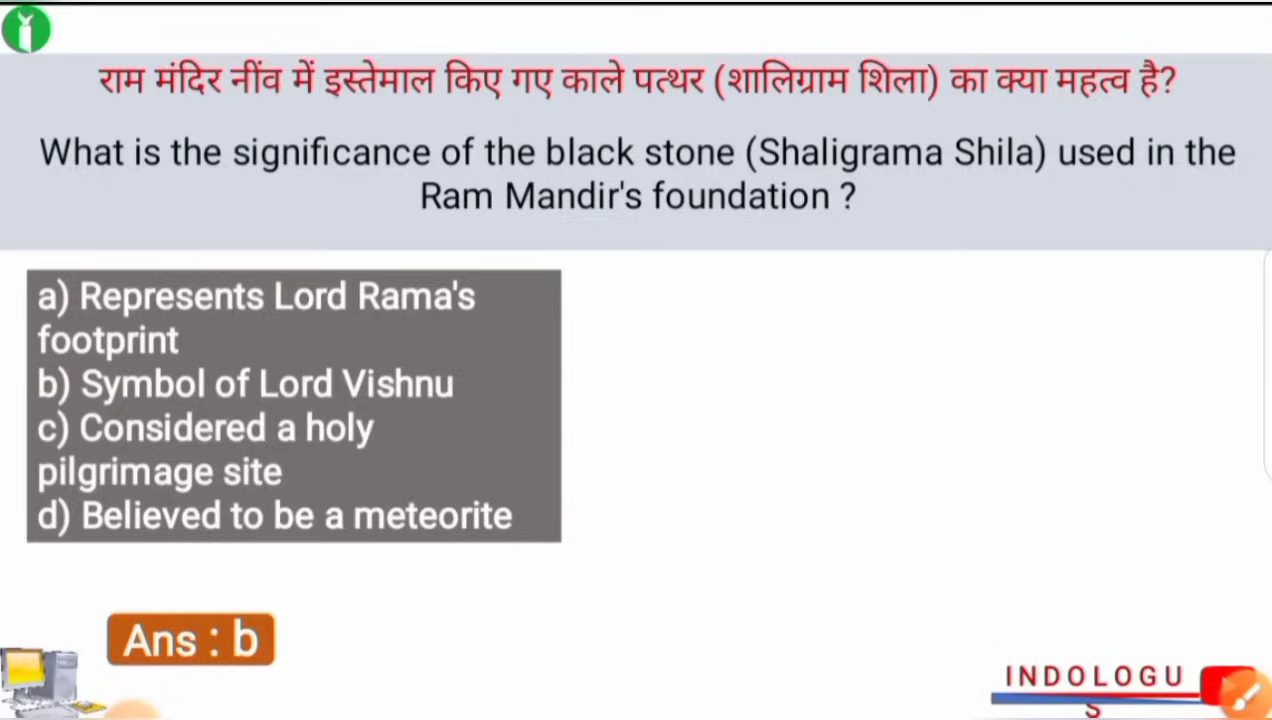 राम मंदिर नींव में इस्तेमाल किए गए काले पत्थर (शालिग्राम शिला) का क्या महत्व है?
What is the significance of the black stone (Shaligrama Shila) used in the
Ram Mandir's foundation ?
a) Represents Lord Rama's
footprint
b) Symbol of Lord Vishnu
c) Considered a holy
pilgrimage site
d) Believed to be a meteorite
Ans : b
INDOLOGU
S